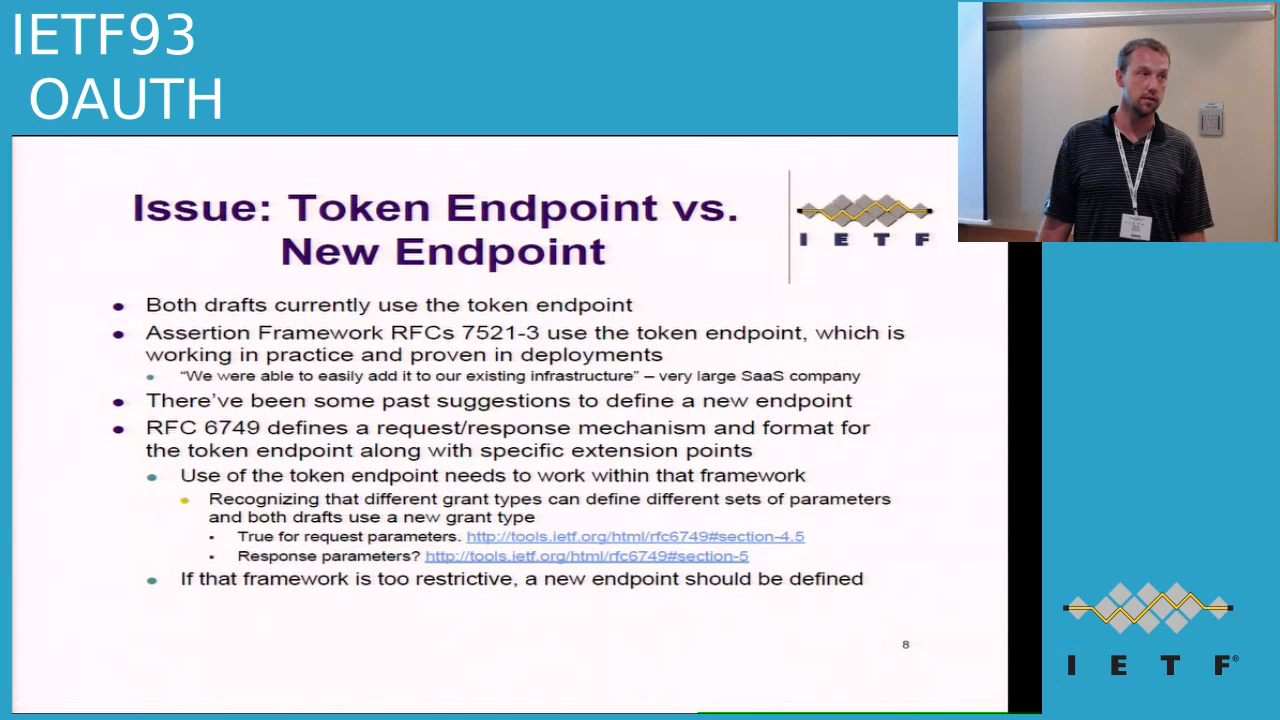 IETF93
OAUTH
Issue: Token Endpoint vs.
New Endpoint
I E T F
• Both drafts currently use the token endpoint
• Assertion Framework RFCs 7521-3 use the token endpoint, which is
working in practice and proven in deployments
• “We were able to easily add it to our existing infrastructure” – very large SaaS company
• There’ve been some past suggestions to define a new endpoint
• RFC 6749 defines a request/response mechanism and format for
the token endpoint along with specific extension points
• Use of the token endpoint needs to work within that framework
• Recognizing that different grant types can define different sets of parameters
and both drafts use a new grant type
▪ True for request parameters. http://tools.ietf.org/html/rfc6749#section-4.5
▪ Response parameters? http://tools.ietf.org/html/rfc6749#section-5
• If that framework is too restrictive, a new endpoint should be defined
8
I E T F®